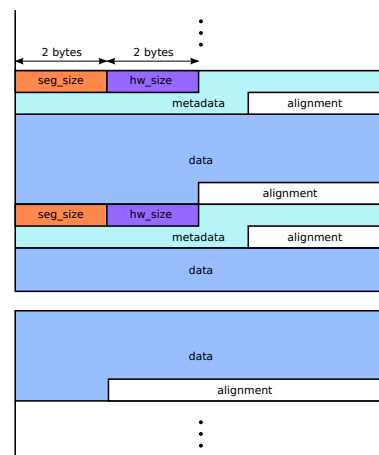 2 bytes 2 bytes
seg_size hw_size
metadata alignment
data
alignment
seg_size hw_size
metadata alignment
data
data
alignment